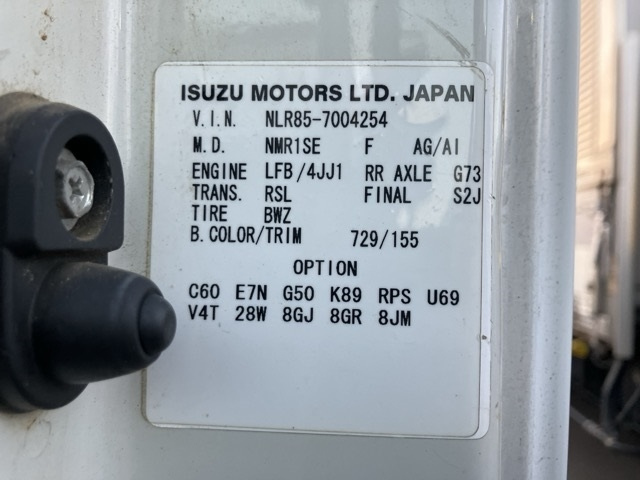 ISUZU MOTORS LTD. JAPAN
V.I.N. NLR85-7004254
M.D. NMR1SE F AG/AI
ENGINE LFB/4JJ1 RR AXLE G73
TRANS. RSL FINAL S2J
TIRE BWZ
B.COLOR/TRIM 729/155
OPTION
C60 E7N G50 K89 RPS U69
V4T 28W 8GJ 8GR 8JM